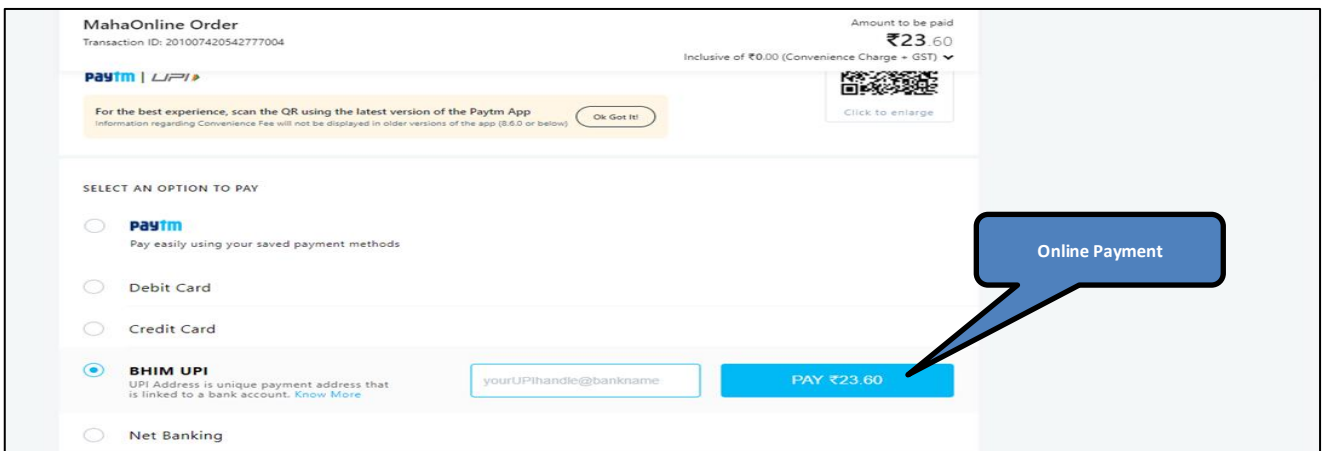 MahaOnline Order
Transaction ID: 201007420542777004
Amount to be paid
₹23.60
Inclusive of ₹0.00 (Convenience Charge + GST)
Paytm | UPI
For the best experience, scan the QR using the latest version of the Paytm App
Information regarding Convenience Fee will not be displayed in older versions of the app (8.6.0 or below)
Ok Got It!
Click to enlarge
SELECT AN OPTION TO PAY
Paytm
Pay easily using your saved payment methods
Online Payment
Debit Card
Credit Card
BHIM UPI
UPI Address is unique payment address that
is linked to a bank account. Know More
yourUPIhandle@bankname
PAY ₹23.60
Net Banking